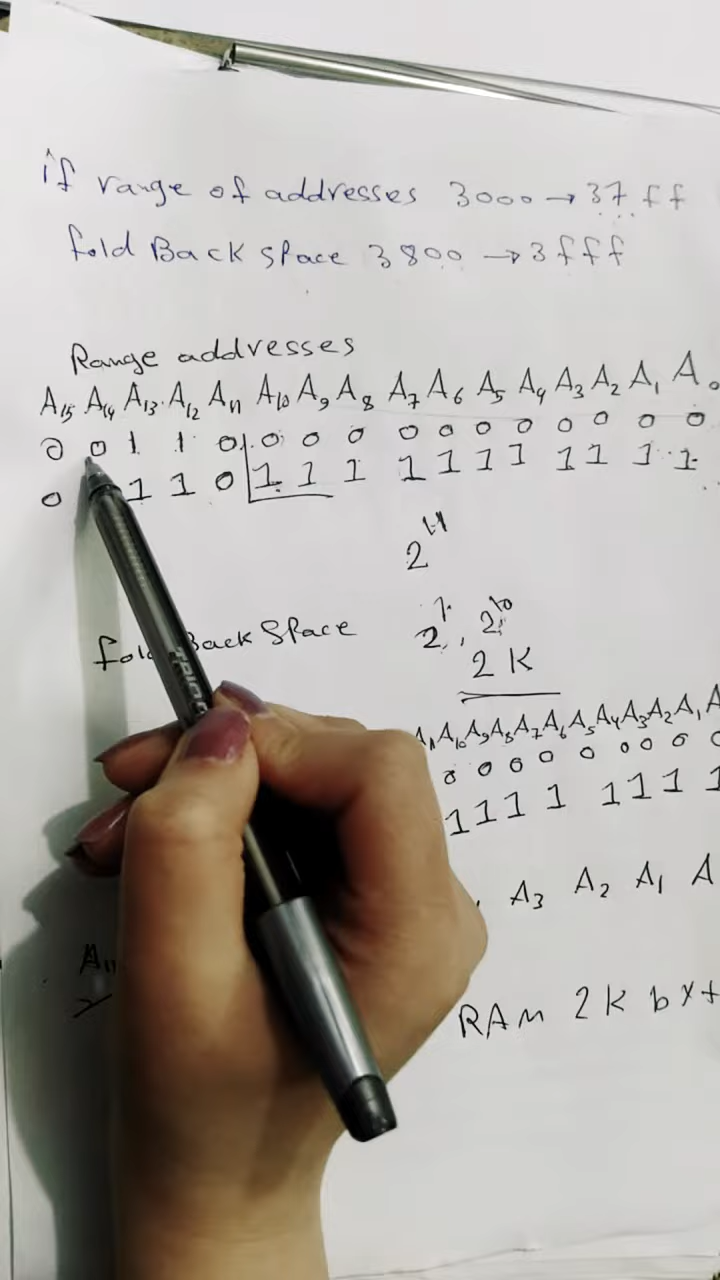 if range of addresses 3000 → 37ff
fold Back space 3800 → 3fff
Range addresses
A15 A14 A13 A12 A11 A10 A9 A8 A7 A6 A5 A4 A3 A2 A1 A0
0 0 1 1 0 0 0 0 0 0 0 0 0 0 0 0
0 1 1 0 1 1 1 1 1 1 1 1 1 1 1
2^11
2^1, 2^10
fold Back Space
2 K
A11 A10 A9 A8 A7 A6 A5 A4 A3 A2 A1 A
0 0 0 0 0 0 0 0 0
1 1 1 1 1 1 1 1
A3 A2 A1 A
A11
RAM 2K byt